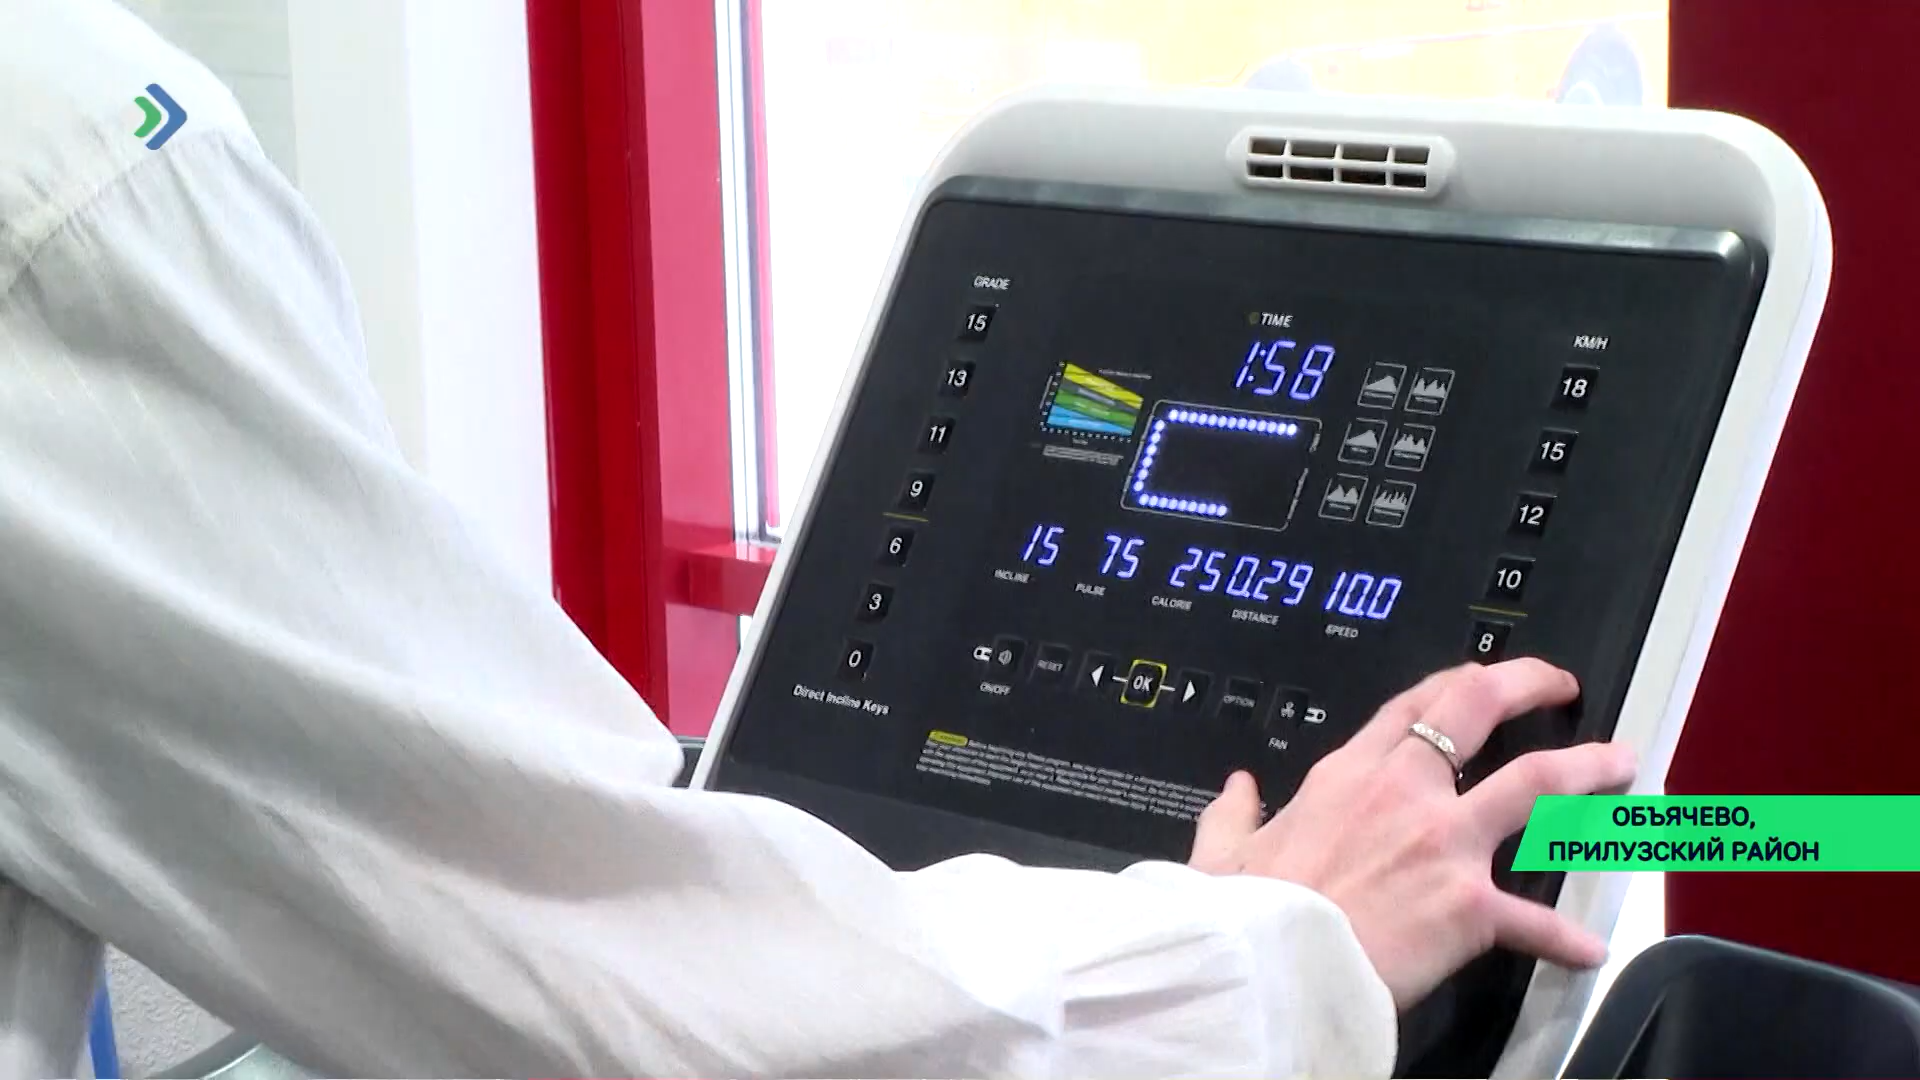 GRADE
15
13
11
9
6
3
0
Direct Incline Keys
TIME
1:58
15 75 25 0.29 10.0
INCLINE PULSE CALORIE DISTANCE SPEED
ON/OFF
RESET
OK
OPTION
FAN
KM/H
18
15
12
10
8
ОБЪЯЧЕВО,
ПРИЛУЗСКИЙ РАЙОН